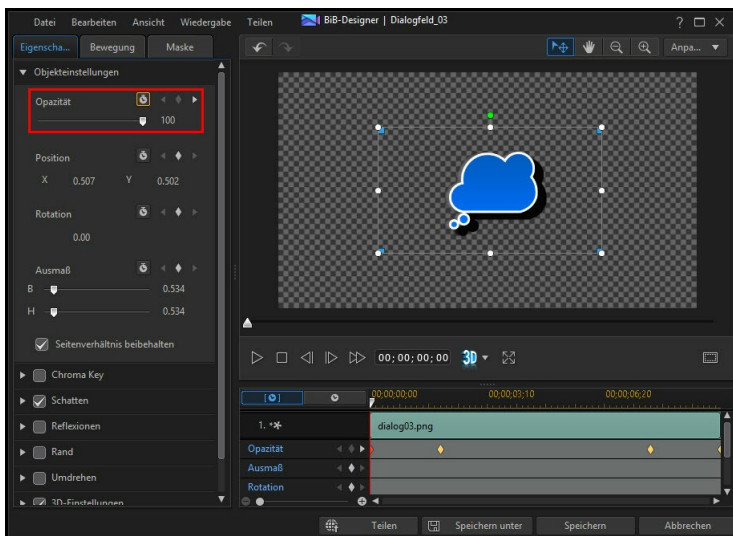 Datei Bearbeiten Ansicht Wiedergabe Teilen BiB-Designer | Dialogfeld_03 ?
Eigenscha... Bewegung Maske
Anpa...
Objekteinstellungen
Opazität
100
Position
X 0.507 Y 0.502
Rotation
0.00
Ausmaß
B 0.534
H 0.534
Seitenverhältnis beibehalten
Chroma Key
Schatten
Reflexionen
Rand
Umdrehen
3D-Einstellungen
00;00;00;00 3D
00;00;00;00 00;00;03;10 00;00;06;20
1. dialog03.png
Opazität
Ausmaß
Rotation
Teilen Speichern unter Speichern Abbrechen